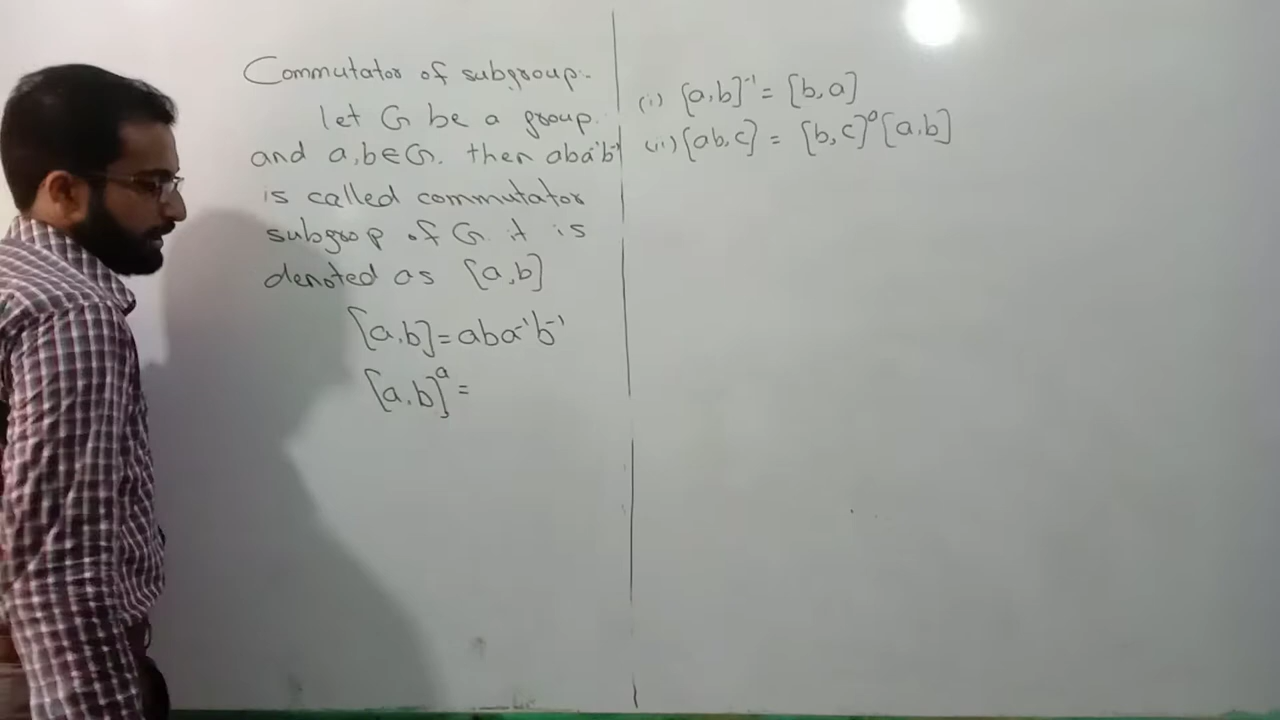 Commutator of subgroup:-
let G be a group.
and a,b∈G. then aba⁻¹b⁻¹
is called commutator
subgrop of G. it is
denoted as [a,b]
[a,b]=aba⁻¹b⁻¹
[a,b]ᵃ=
(i) [a,b]⁻¹= [b,a]
(ii) [ab,c] = [b,c]ᵃ[a,b]